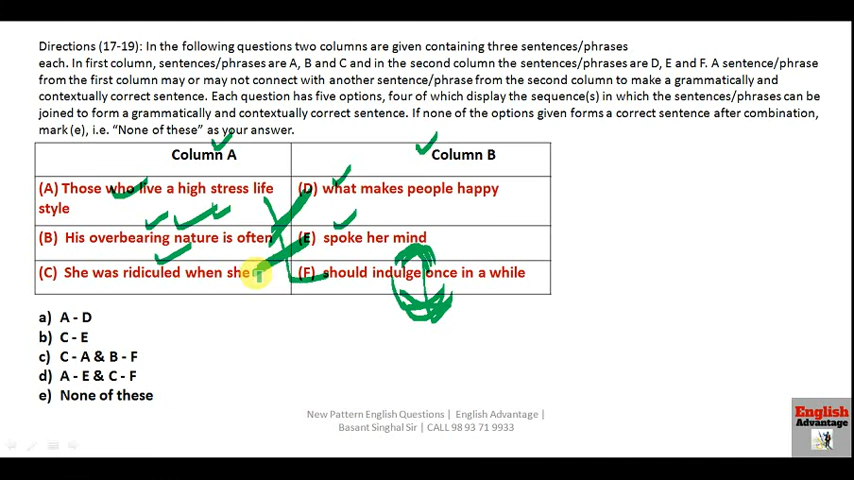 Directions (17-19): In the following questions two columns are given containing three sentences/phrases
each. In first column, sentences/phrases are A, B and C and in the second column the sentences/phrases are D, E and F. A sentence/phrase
from the first column may or may not connect with another sentence/phrase from the second column to make a grammatically and
contextually correct sentence. Each question has five options, four of which display the sequence(s) in which the sentences/phrases can be
joined to form a grammatically and contextually correct sentence. If none of the options given forms a correct sentence after combination,
mark (e), i.e. “None of these” as your answer.
Column A Column B
(A) Those who live a high stress life (D) what makes people happy
style
(B) His overbearing nature is often (E) spoke her mind
(C) She was ridiculed when she (F) should indulge once in a while
a) A - D
b) C - E
c) C - A & B - F
d) A - E & C - F
e) None of these
New Pattern English Questions | English Advantage |
Basant Singhal Sir | CALL 98 93 71 9933
English
Advantage